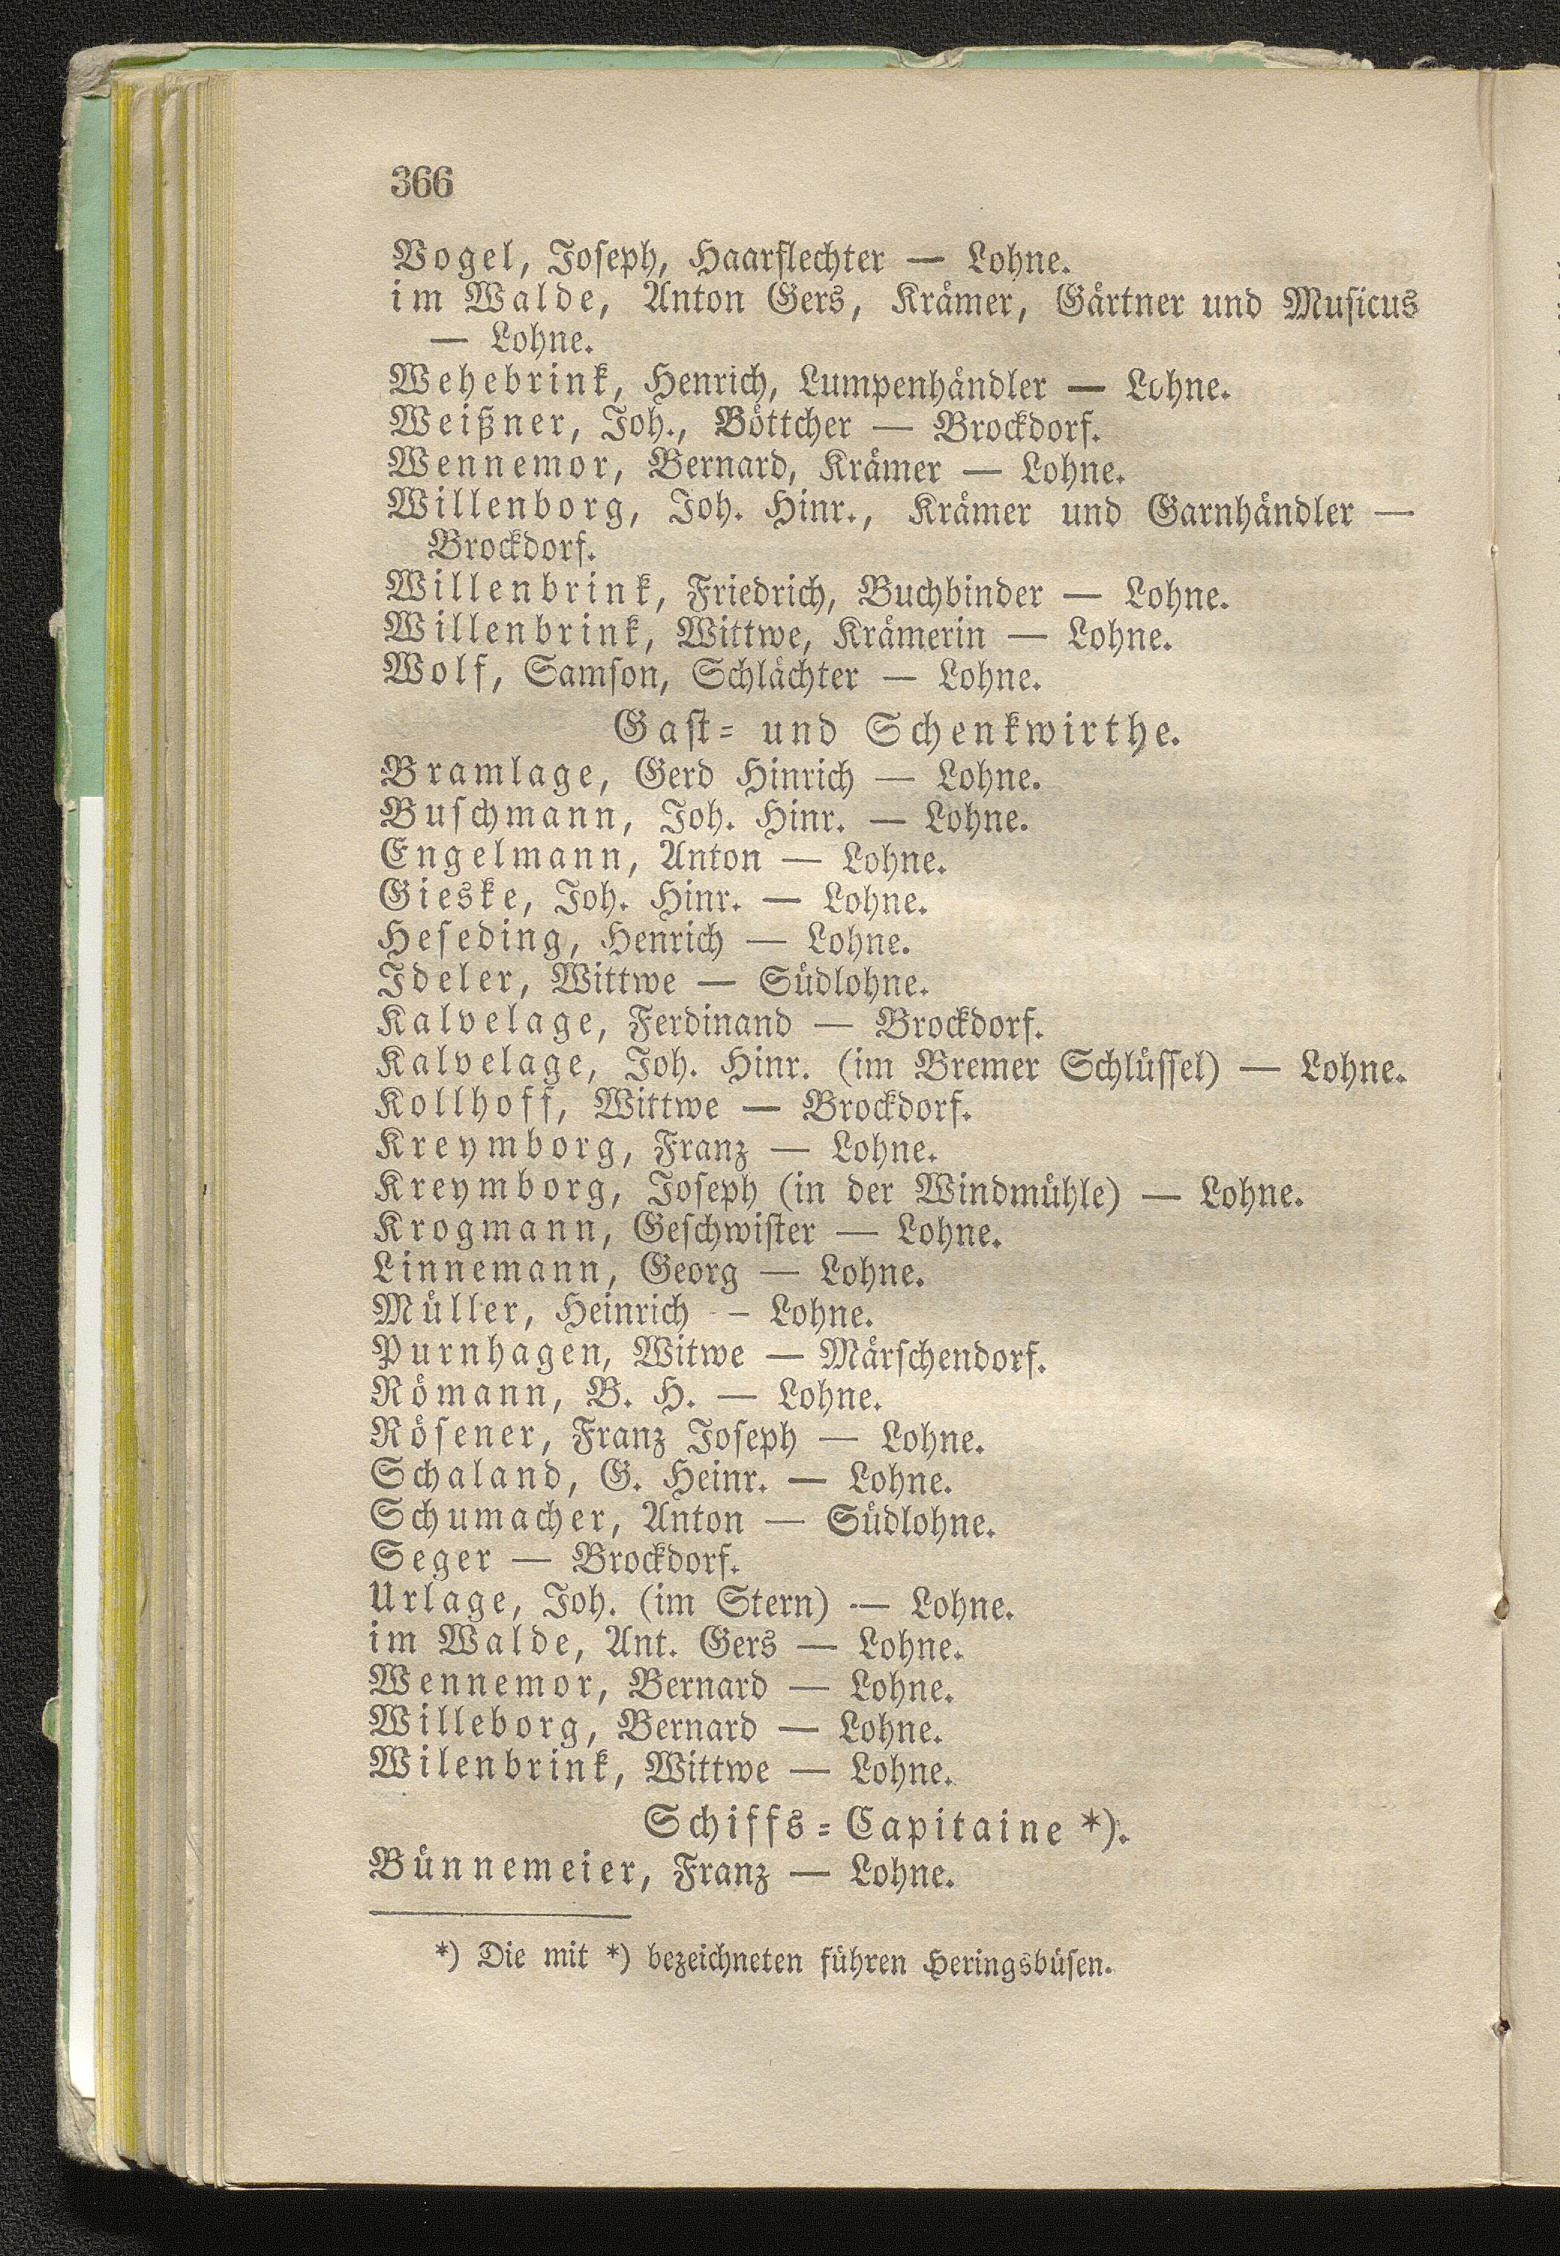 366
Vogel, Joseph, Haarflechter — Lohne.
im Walde, Anton Gers, Krämer, Gärtner und Musicus
— Lohne.
Wehebrink, Henrich, Lumpenhändler — Lohne.
Weißner, Joh., Böttcher — Brockdorf.
Wennemor, Bernard, Krämer — Lohne.
Willenborg, Joh. Hinr., Krämer und Garnhändler —
Brockdorf.
Willenbrink, Friedrich, Buchbinder — Lohne.
Willenbrink, Wittwe, Krämerin — Lohne.
Wolf, Samson, Schlächter — Lohne.
Gast- und Schenkwirthe.
Bramlage, Gerd Hinrich — Lohne.
Buschmann, Joh. Hinr. — Lohne.
Engelmann, Anton — Lohne.
Gieske, Joh. Hinr. — Lohne.
Heseding, Henrich — Lohne.
Ideler, Wittwe — Südlohne.
Kalvelage, Ferdinand — Brockdorf.
Kalvelage, Joh. Hinr. (im Bremer Schlüssel) — Lohne.
Kollhoff, Wittwe — Brockdorf.
Kreymborg, Franz — Lohne.
Kreymborg, Joseph (in der Windmühle) — Lohne.
Krogmann, Geschwister — Lohne.
Linnemann, Georg — Lohne.
Müller, Heinrich — Lohne.
Purnhagen, Witwe — Märschendorf.
Römann, B. H. — Lohne.
Rösener, Franz Joseph — Lohne.
Schaland, G. Heinr. — Lohne.
Schumacher, Anton — Südlohne.
Seger — Brockdorf.
Urlage, Joh. (im Stern) — Lohne.
im Walde, Ant. Gers — Lohne.
Wennemor, Bernard — Lohne.
Willeborg, Bernard — Lohne.
Wilenbrink, Wittwe — Lohne.
Schiffs-Capitaine *).
Bünnemeier, Franz — Lohne.
*) Die mit *) bezeichneten führen Heringsbüsen.